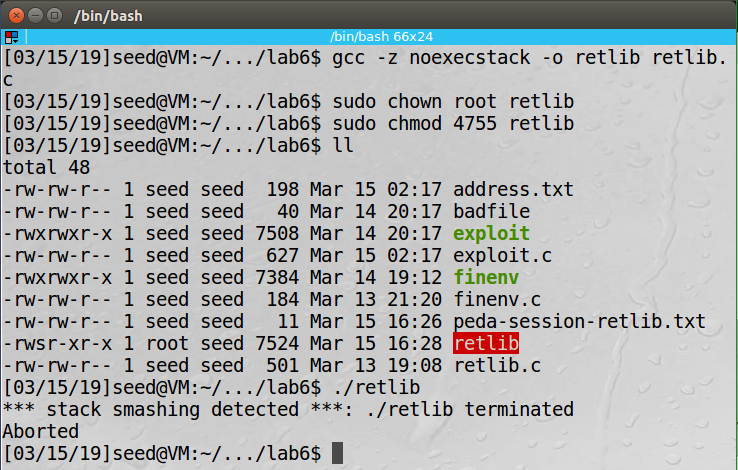 /bin/bash
/bin/bash 66x24
[03/15/19]seed@VM:~/.../lab6$ gcc -z noexecstack -o retlib retlib.
c
[03/15/19]seed@VM:~/.../lab6$ sudo chown root retlib
[03/15/19]seed@VM:~/.../lab6$ sudo chmod 4755 retlib
[03/15/19]seed@VM:~/.../lab6$ ll
total 48
-rw-rw-r-- 1 seed seed  198 Mar 15 02:17 address.txt
-rw-rw-r-- 1 seed seed   40 Mar 14 20:17 badfile
-rwxrwxr-x 1 seed seed 7508 Mar 14 20:17 exploit
-rw-rw-r-- 1 seed seed  627 Mar 15 02:17 exploit.c
-rwxrwxr-x 1 seed seed 7384 Mar 14 19:12 finenv
-rw-rw-r-- 1 seed seed  184 Mar 13 21:20 finenv.c
-rw-rw-r-- 1 seed seed   11 Mar 15 16:26 peda-session-retlib.txt
-rwsr-xr-x 1 root seed 7524 Mar 15 16:28 retlib
-rw-rw-r-- 1 seed seed  501 Mar 13 19:08 retlib.c
[03/15/19]seed@VM:~/.../lab6$ ./retlib
*** stack smashing detected ***: ./retlib terminated
Aborted
[03/15/19]seed@VM:~/.../lab6$